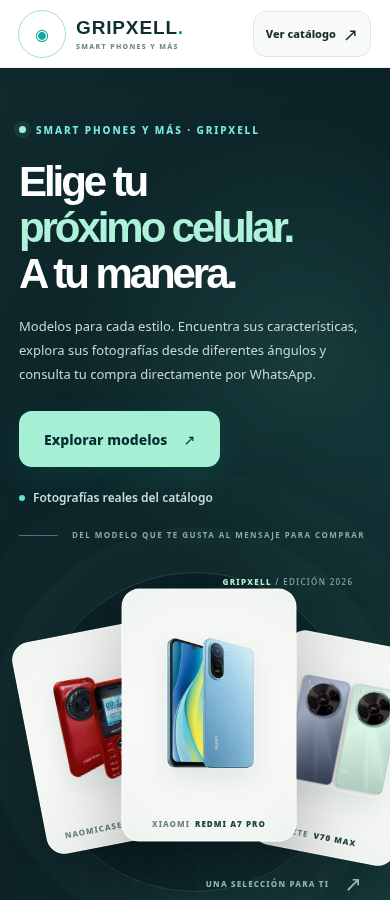 GRIPXELL.
SMART PHONES Y MÁS
Ver catálogo ↗
SMART PHONES Y MÁS · GRIPXELL
Elige tu
próximo celular.
A tu manera.
Modelos para cada estilo. Encuentra sus características,
explora sus fotografías desde diferentes ángulos y
consulta tu compra directamente por WhatsApp.
Explorar modelos ↗
Fotografías reales del catálogo
DEL MODELO QUE TE GUSTA AL MENSAJE PARA COMPRAR
GRIPXELL / EDICIÓN 2026
NAOMICASE
XIAOMI REDMI A7 PRO
V70 MAX
UNA SELECCIÓN PARA TI ↗